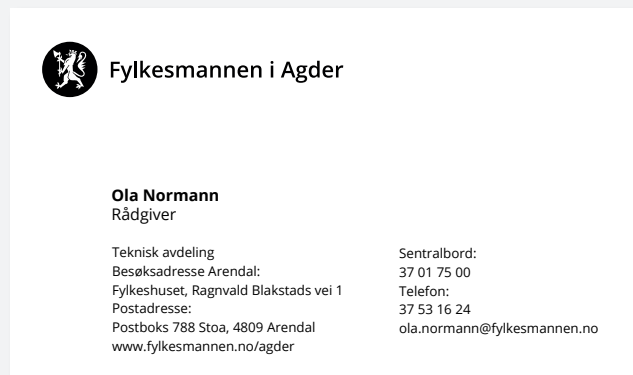 Fylkesmannen i Agder
Ola Normann
Rådgiver
Teknisk avdeling
Besøksadresse Arendal:
Fylkeshuset, Ragnvald Blakstads vei 1
Postadresse:
Postboks 788 Stoa, 4809 Arendal
www.fylkesmannen.no/agder
Sentralbord:
37 01 75 00
Telefon:
37 53 16 24
ola.normann@fylkesmannen.no